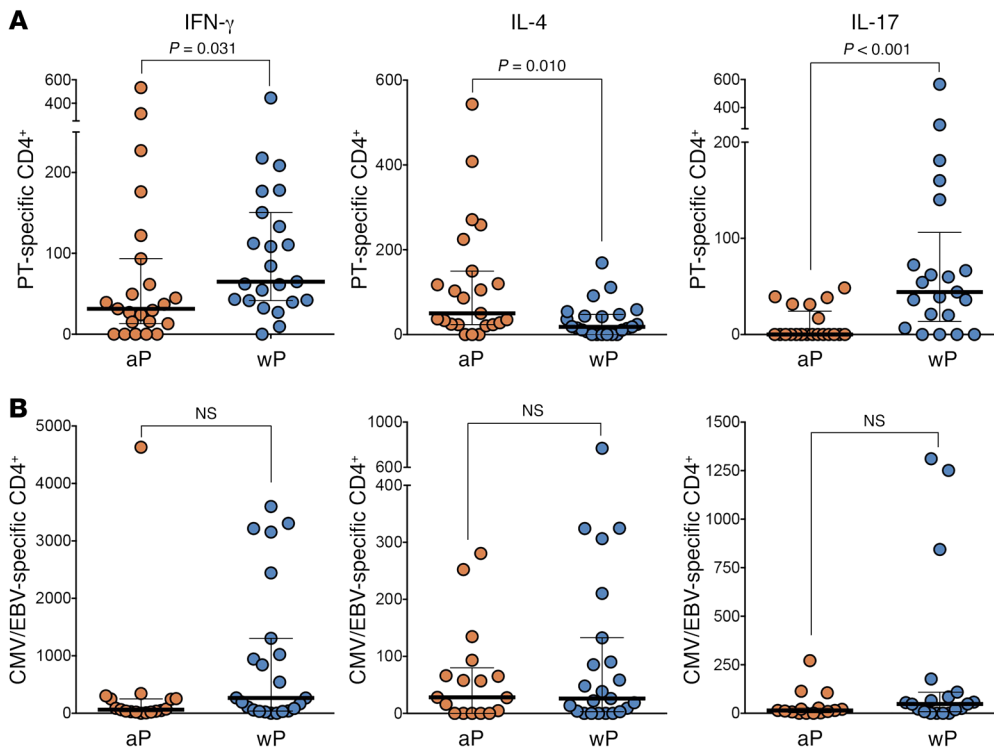 A
IFN-γ
IL-4
IL-17
P = 0.031
P = 0.010
P < 0.001
PT-specific CD4⁺
600
400
200
100
0
aP
wP
PT-specific CD4⁺
600
400
200
0
aP
wP
PT-specific CD4⁺
600
400
200
100
0
aP
wP
B
NS
NS
NS
CMV/EBV-specific CD4⁺
5000
4000
3000
2000
1000
0
aP
wP
CMV/EBV-specific CD4⁺
1000
600
400
300
200
100
0
aP
wP
CMV/EBV-specific CD4⁺
1500
1250
1000
750
500
250
0
aP
wP